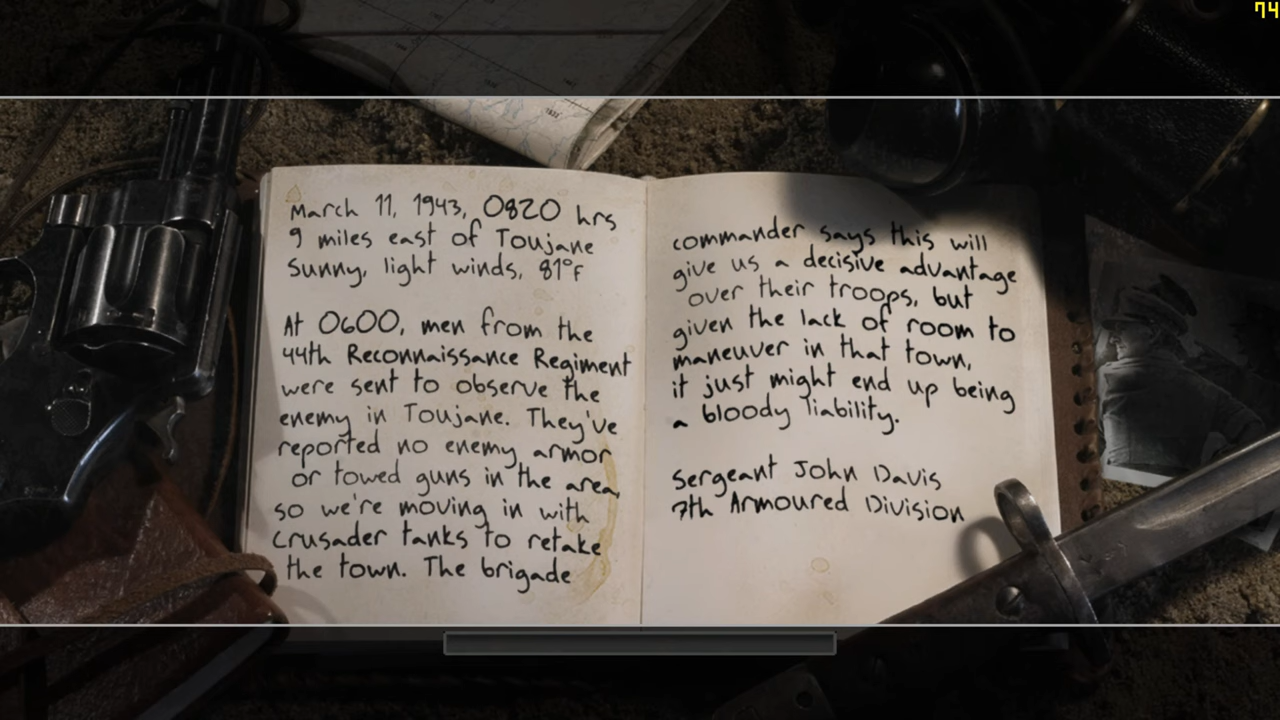 74
March 11, 1943, 0820 hrs
9 miles east of Toujane
Sunny, light winds, 81°F
At 0600, men from the
44th Reconnaissance Regiment
were sent to observe the
enemy in Toujane. They've
reported no enemy armor
or towed guns in the area,
so we're moving in with
crusader tanks to retake
the town. The brigade
commander says this will
give us a decisive advantage
over their troops, but
given the lack of room to
maneuver in that town,
it just might end up being
a bloody liability.
Sergeant John Davis
7th Armoured Division